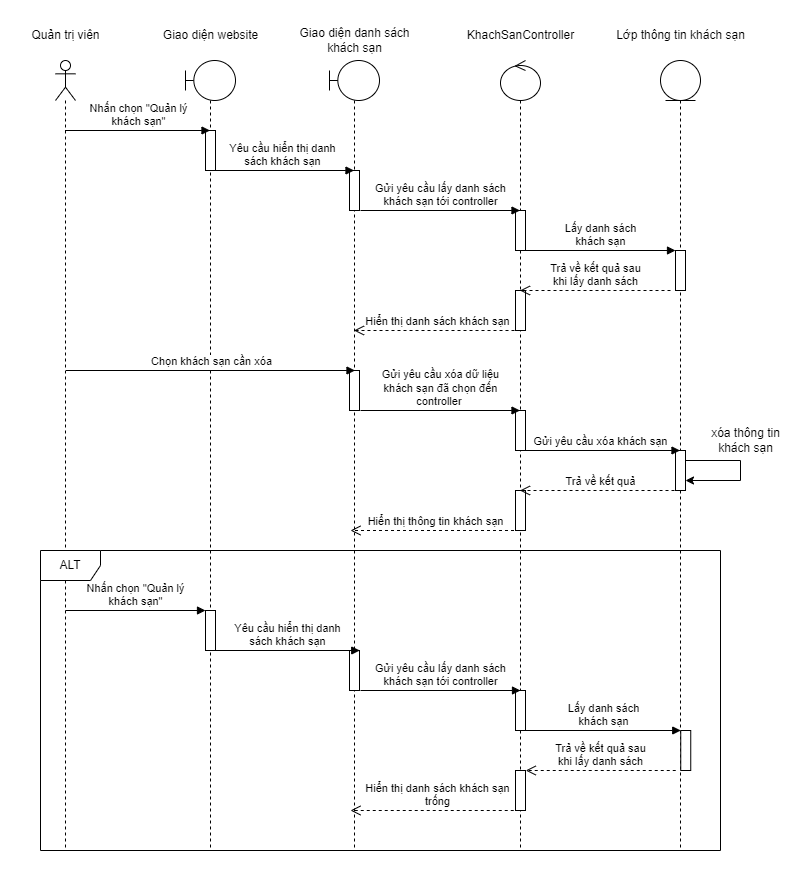 Quản trị viên
Giao diện website
Giao diện danh sách
khách sạn
KhachSanController
Lớp thông tin khách sạn
Nhấn chọn "Quản lý
khách sạn"
Yêu cầu hiển thị danh
sách khách sạn
Gửi yêu cầu lấy danh sách
khách sạn tới controller
Lấy danh sách
khách sạn
Trả về kết quả sau
khi lấy danh sách
Hiển thị danh sách khách sạn
Chọn khách sạn cần xóa
Gửi yêu cầu xóa dữ liệu
khách sạn đã chọn đến
controller
Gửi yêu cầu xóa khách sạn
xóa thông tin
khách sạn
Trả về kết quả
Hiển thị thông tin khách sạn
ALT
Nhấn chọn "Quản lý
khách sạn"
Yêu cầu hiển thị danh
sách khách sạn
Gửi yêu cầu lấy danh sách
khách sạn tới controller
Lấy danh sách
khách sạn
Trả về kết quả sau
khi lấy danh sách
Hiển thị danh sách khách sạn
trống